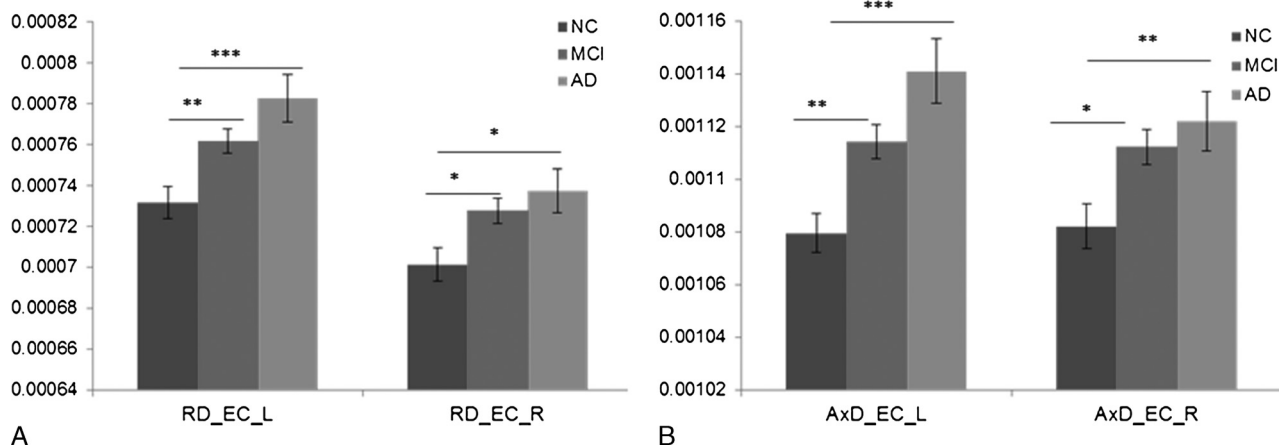 0.00082
0.0008
0.00078
0.00076
0.00074
0.00072
0.0007
0.00068
0.00066
0.00064
***
**
*
*
NC
MCI
AD
RD_EC_L
RD_EC_R
A
0.00116
0.00114
0.00112
0.0011
0.00108
0.00106
0.00104
0.00102
***
**
**
*
NC
MCI
AD
AxD_EC_L
AxD_EC_R
B